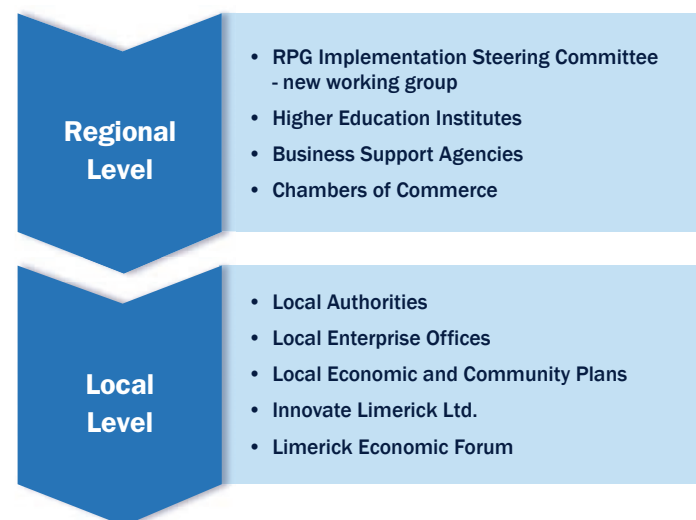 Regional
Level
• RPG Implementation Steering Committee
- new working group
• Higher Education Institutes
• Business Support Agencies
• Chambers of Commerce
Local
Level
• Local Authorities
• Local Enterprise Offices
• Local Economic and Community Plans
• Innovate Limerick Ltd.
• Limerick Economic Forum